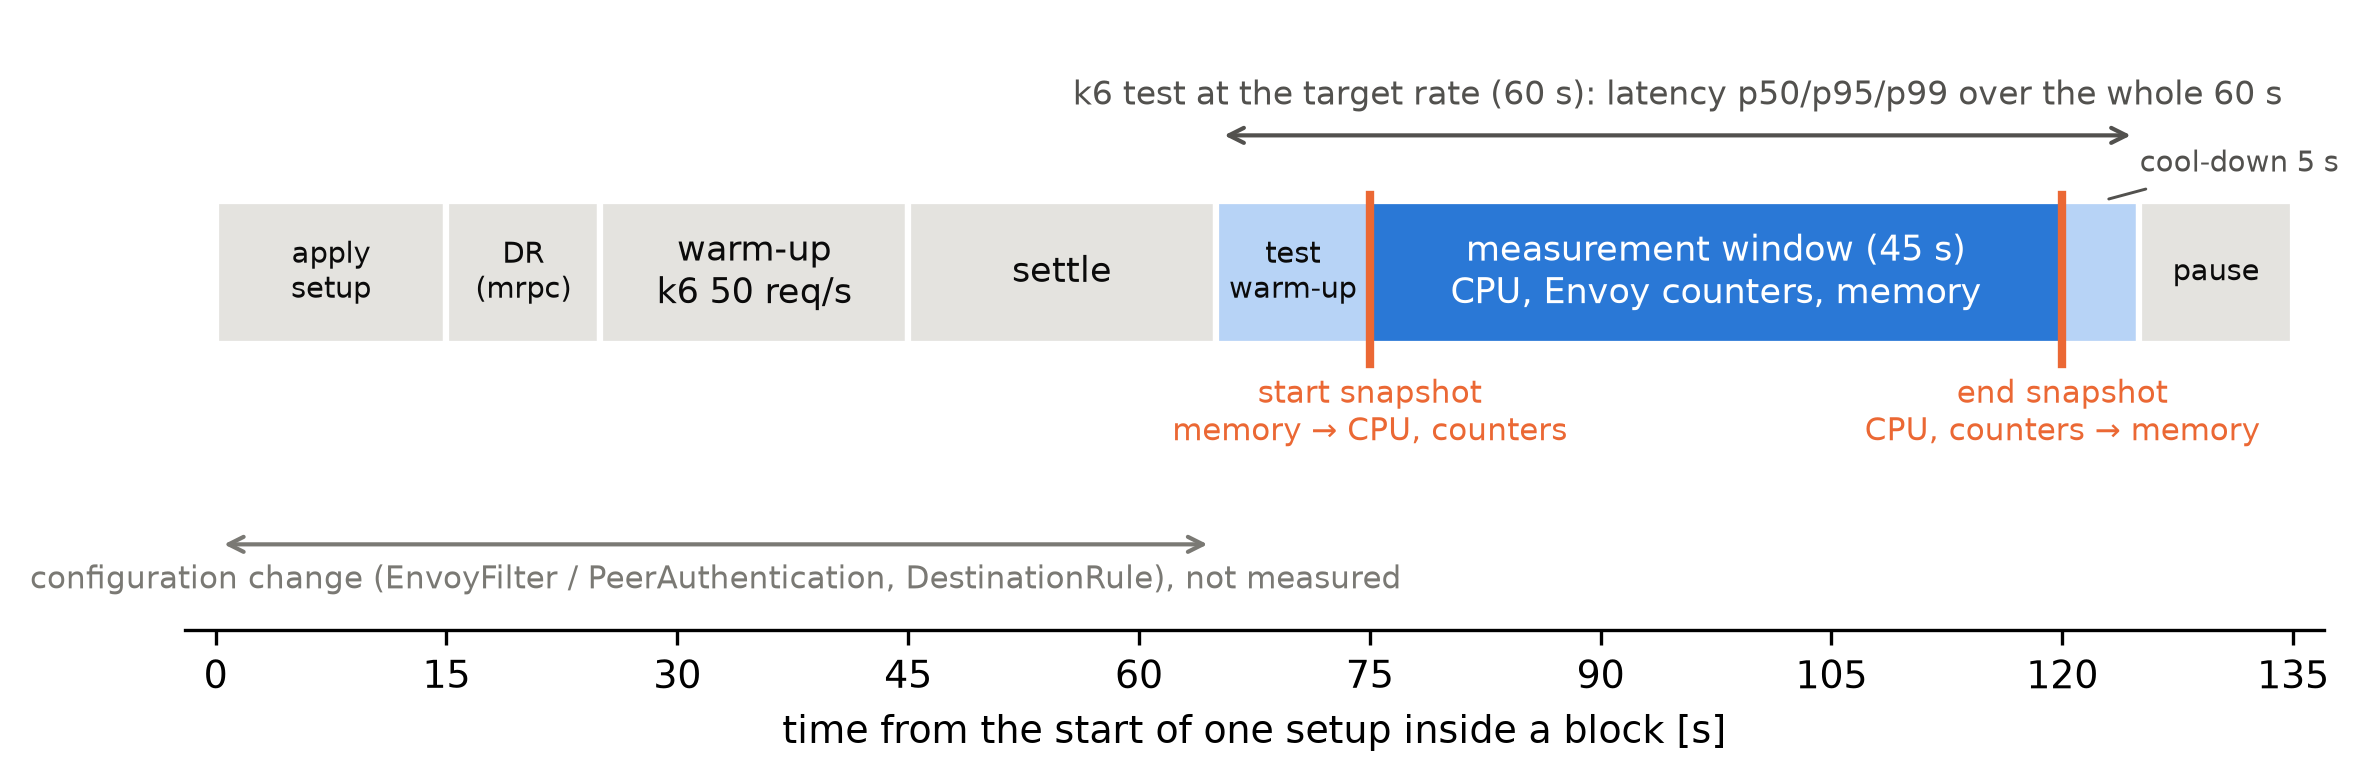 k6 test at the target rate (60 s): latency p50/p95/p99 over the whole 60 s
cool-down 5 s
apply
setup
DR
(mrpc)
warm-up
k6 50 req/s
settle
test
warm-up
measurement window (45 s)
CPU, Envoy counters, memory
pause
start snapshot
memory → CPU, counters
end snapshot
CPU, counters → memory
configuration change (EnvoyFilter / PeerAuthentication, DestinationRule), not measured
0 15 30 45 60 75 90 105 120 135
time from the start of one setup inside a block [s]